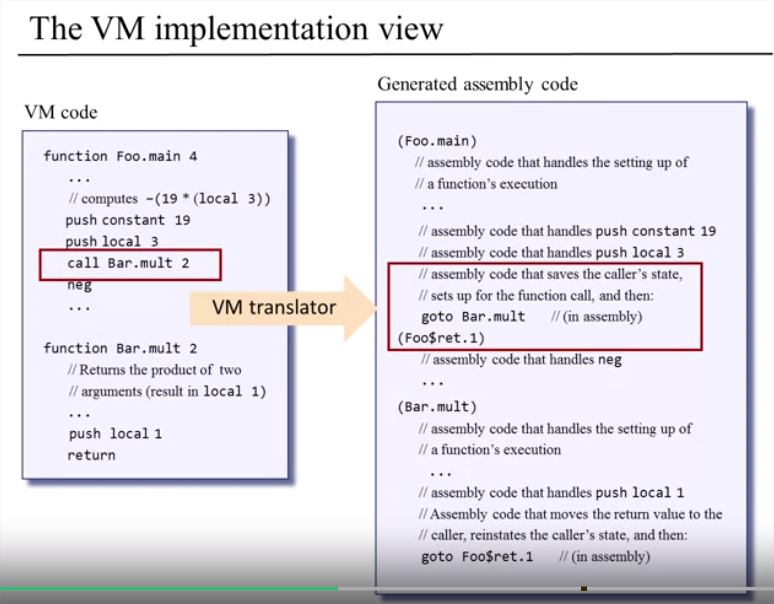 The VM implementation view
VM code
function Foo.main 4
...
// computes -(19 * (local 3))
push constant 19
push local 3
call Bar.mult 2
neg
...
function Bar.mult 2
// Returns the product of two
// arguments (result in local 1)
...
push local 1
return
VM translator
Generated assembly code
(Foo.main)
// assembly code that handles the setting up of
// a function's execution
...
// assembly code that handles push constant 19
// assembly code that handles push local 3
// assembly code that saves the caller's state,
// sets up for the function call, and then:
goto Bar.mult // (in assembly)
(Foo$ret.1)
// assembly code that handles neg
...
(Bar.mult)
// assembly code that handles the setting up of
// a function's execution
...
// assembly code that handles push local 1
// Assembly code that moves the return value to the
// caller, reinstates the caller's state, and then:
goto Foo$ret.1 // (in assembly)